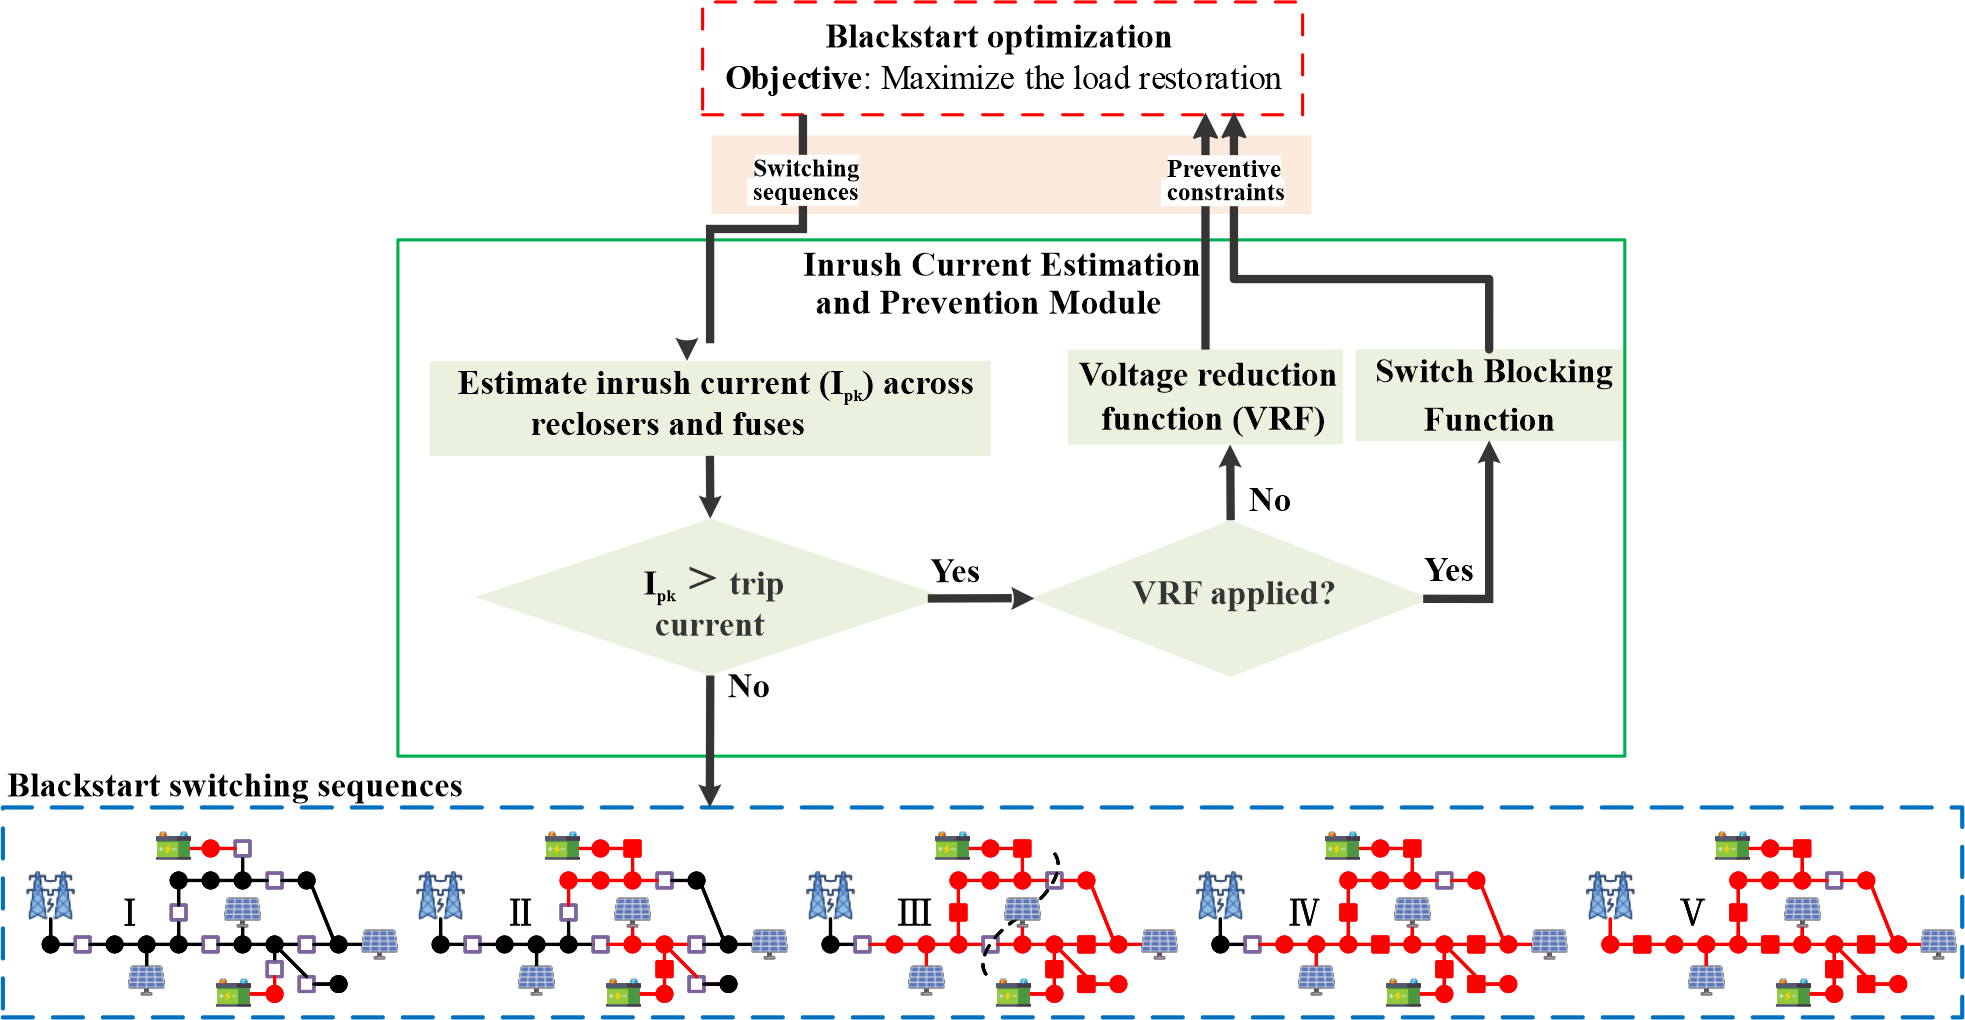 Blackstart optimization
Objective: Maximize the load restoration
Switching
sequences
Preventive
constraints
Inrush Current Estimation
and Prevention Module
Estimate inrush current (Ipk) across
reclosers and fuses
Voltage reduction
function (VRF)
Switch Blocking
Function
No
Ipk > trip
current
Yes
VRF applied?
Yes
No
Blackstart switching sequences
I
II
III
IV
V